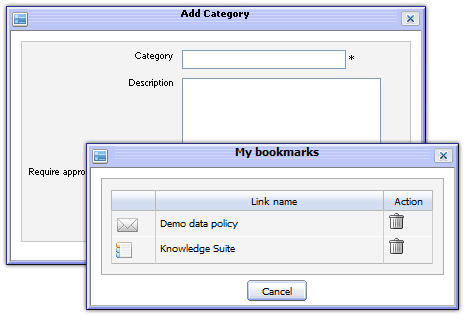 Add Category
Category *
Description
Require appro
My bookmarks
Link name Action
Demo data policy
Knowledge Suite
Cancel